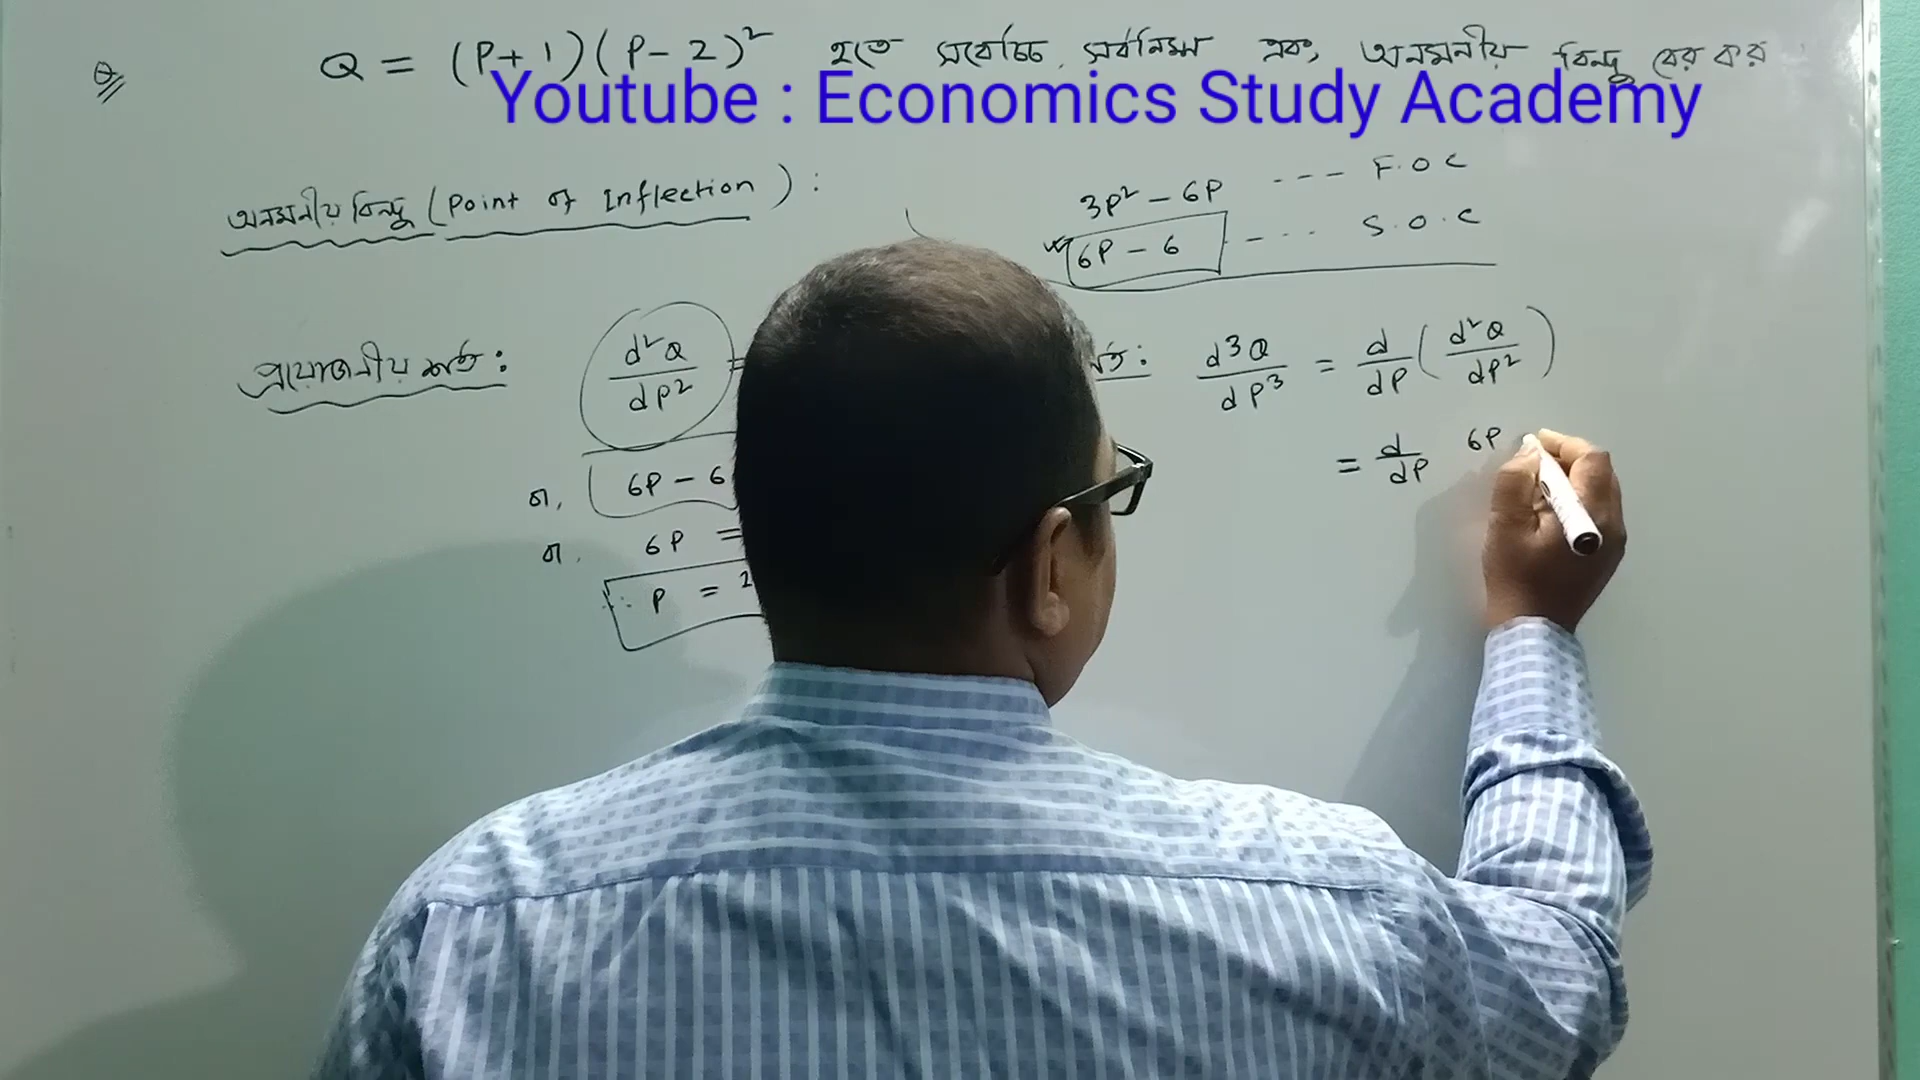 Q = (P+1)(P-2)² হতে সর্বোচ্চ, সর্বনিম্ন এবং অনমনীয় বিন্দু বের কর
Youtube : Economics Study Academy
অনমনীয় বিন্দু (Point of Inflection) :
3P² - 6P --- F.O.C
6P - 6 ---- S.O.C
প্রয়োজনীয় শর্ত : d²Q/dP² =
র্ত : d³Q/dP³ = d/dP (d²Q/dP²)
= d/dP 6P
বা, 6P - 6
বা, 6P =
∴ P = 1